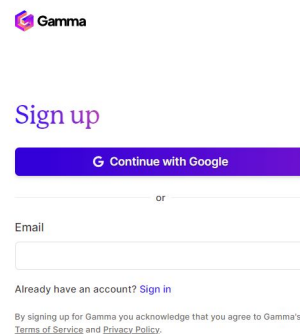 Gamma
Sign up
Continue with Google
or
Email
Already have an account? Sign in
By signing up for Gamma you acknowledge that you agree to Gamma's
Terms of Service and Privacy Policy.